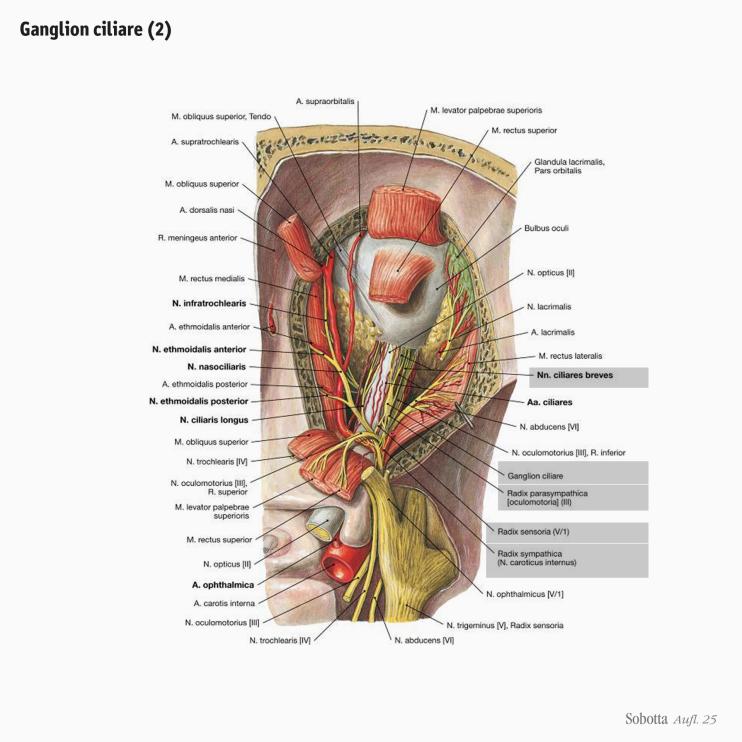 Ganglion ciliare (2)
A. supraorbitalis
M. obliquus superior, Tendo
A. supratrochlearis
M. obliquus superior
A. dorsalis nasi
R. meningeus anterior
M. rectus medialis
N. infratrochlearis
A. ethmoidalis anterior
N. ethmoidalis anterior
N. nasociliaris
A. ethmoidalis posterior
N. ethmoidalis posterior
N. ciliaris longus
M. obliquus superior
N. trochlearis [IV]
N. oculomotorius [III],
R. superior
M. levator palpebrae
superioris
M. rectus superior
N. opticus [II]
A. ophthalmica
A. carotis interna
N. oculomotorius [III]
N. trochlearis [IV]
M. levator palpebrae superioris
M. rectus superior
Glandula lacrimalis,
Pars orbitalis
Bulbus oculi
N. opticus [II]
N. lacrimalis
A. lacrimalis
M. rectus lateralis
Nn. ciliares breves
Aa. ciliares
N. abducens [VI]
N. oculomotorius [III], R. inferior
Ganglion ciliare
Radix parasympathica
[oculomotoria] (III)
Radix sensoria (V/1)
Radix sympathica
(N. caroticus internus)
N. ophthalmicus [V/1]
N. trigeminus [V], Radix sensoria
N. abducens [VI]
Sobotta Aufl. 25